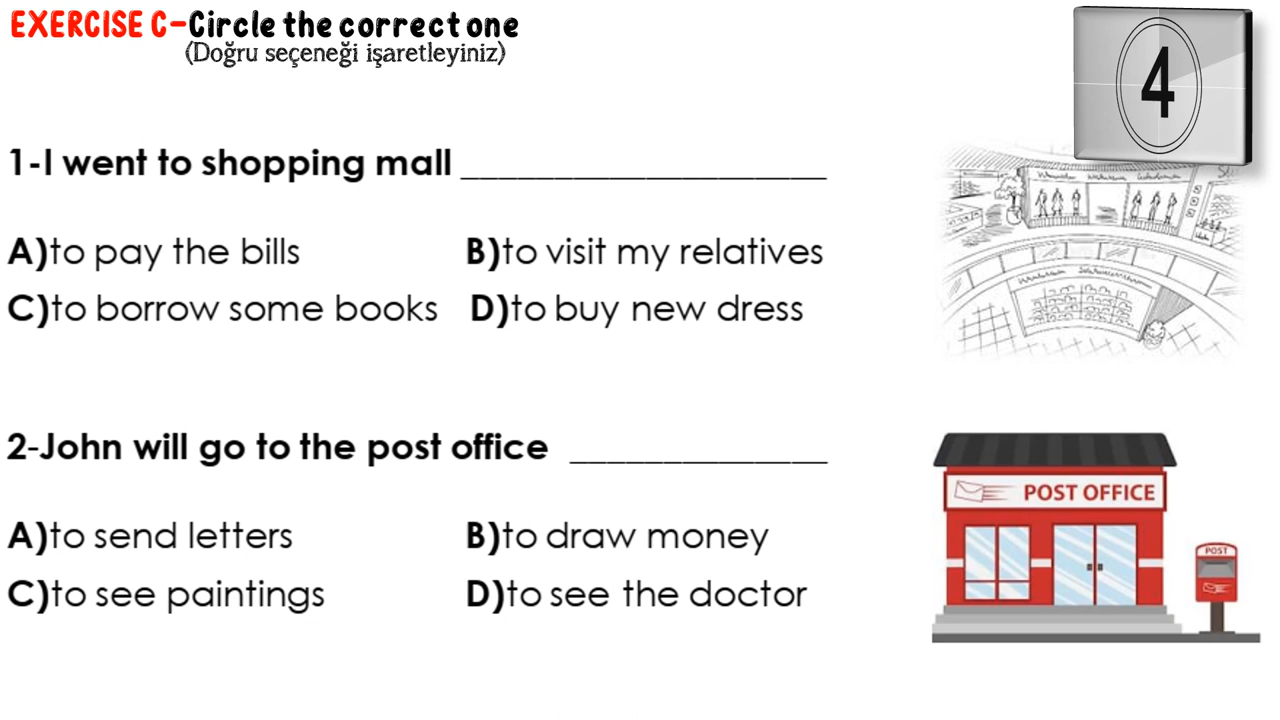 EXERCISE C-Circle the correct one
(Doğru seçeneği işaretleyiniz)
4
1-I went to shopping mall ____________________
A)to pay the bills B)to visit my relatives
C)to borrow some books D)to buy new dress
2-John will go to the post office ______________
POST OFFICE
A)to send letters B)to draw money
POST
C)to see paintings D)to see the doctor